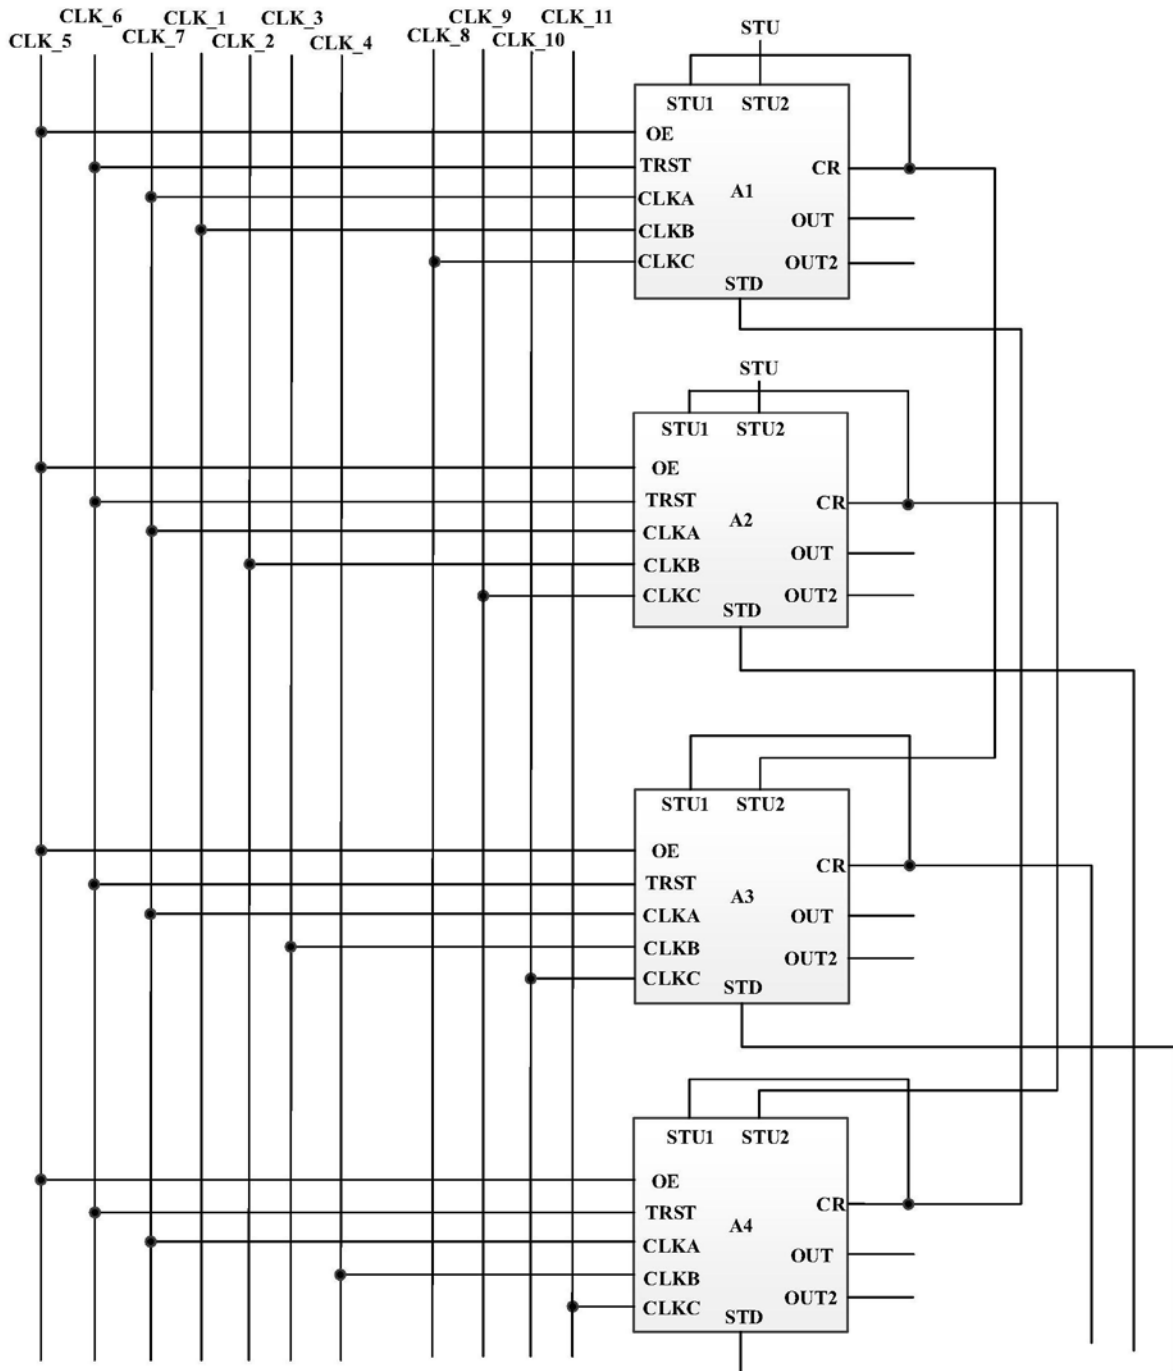 CLK_6 CLK_1 CLK_3 CLK_9 CLK_11
CLK_5 CLK_7 CLK_2 CLK_4 CLK_8 CLK_10
STU
STU1 STU2
OE
TRST
CR
CLKA
A1
CLKB
OUT
CLKC
OUT2
STD
STU
STU1 STU2
OE
TRST
CR
CLKA
A2
CLKB
OUT
CLKC
OUT2
STD
STU1 STU2
OE
TRST
CR
CLKA
A3
CLKB
OUT
CLKC
OUT2
STD
STU1 STU2
OE
TRST
CR
CLKA
A4
CLKB
OUT
CLKC
OUT2
STD